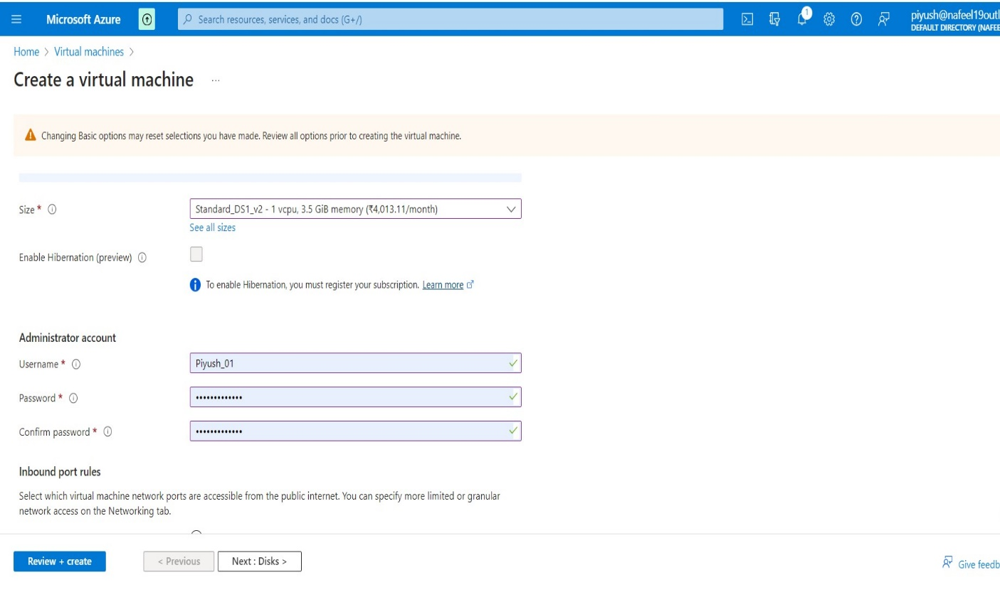 Microsoft Azure
Search resources, services, and docs (G+/)
1
piyush@nafeel19outl
DEFAULT DIRECTORY (NAFEE
Home > Virtual machines >
Create a virtual machine ...
Changing Basic options may reset selections you have made. Review all options prior to creating the virtual machine.
Size *
Standard_DS1_v2 - 1 vcpu, 3.5 GiB memory (₹4,013.11/month)
See all sizes
Enable Hibernation (preview)
To enable Hibernation, you must register your subscription. Learn more
Administrator account
Username *
Piyush_01
Password *
•••••••••••••
Confirm password *
•••••••••••••
Inbound port rules
Select which virtual machine network ports are accessible from the public internet. You can specify more limited or granular
network access on the Networking tab.
Review + create
< Previous
Next : Disks >
Give feedb